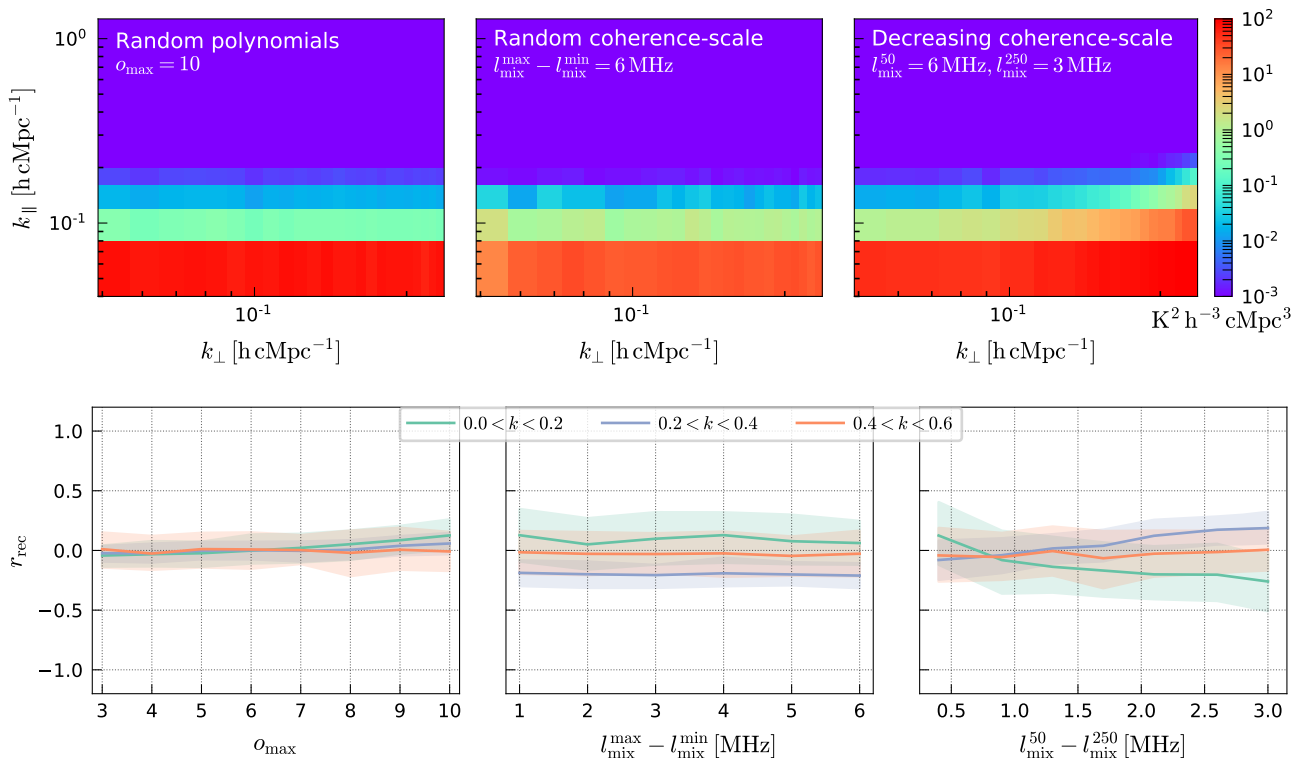 Random polynomials
o_max = 10
Random coherence-scale
l_mix^max − l_mix^min = 6 MHz
Decreasing coherence-scale
l_mix^50 = 6 MHz, l_mix^250 = 3 MHz
10^0
10^-1
k_∥ [h cMpc^-1]
10^-1
10^-1
10^-1
k_⊥ [h cMpc^-1]
k_⊥ [h cMpc^-1]
k_⊥ [h cMpc^-1]
10^2
10^1
10^0
10^-1
10^-2
10^-3
K^2 h^-3 cMpc^3
0.0 < k < 0.2
0.2 < k < 0.4
0.4 < k < 0.6
1.0
0.5
0.0
−0.5
−1.0
r_rec
3 4 5 6 7 8 9 10
o_max
1 2 3 4 5 6
l_mix^max − l_mix^min [MHz]
0.5 1.0 1.5 2.0 2.5 3.0
l_mix^50 − l_mix^250 [MHz]